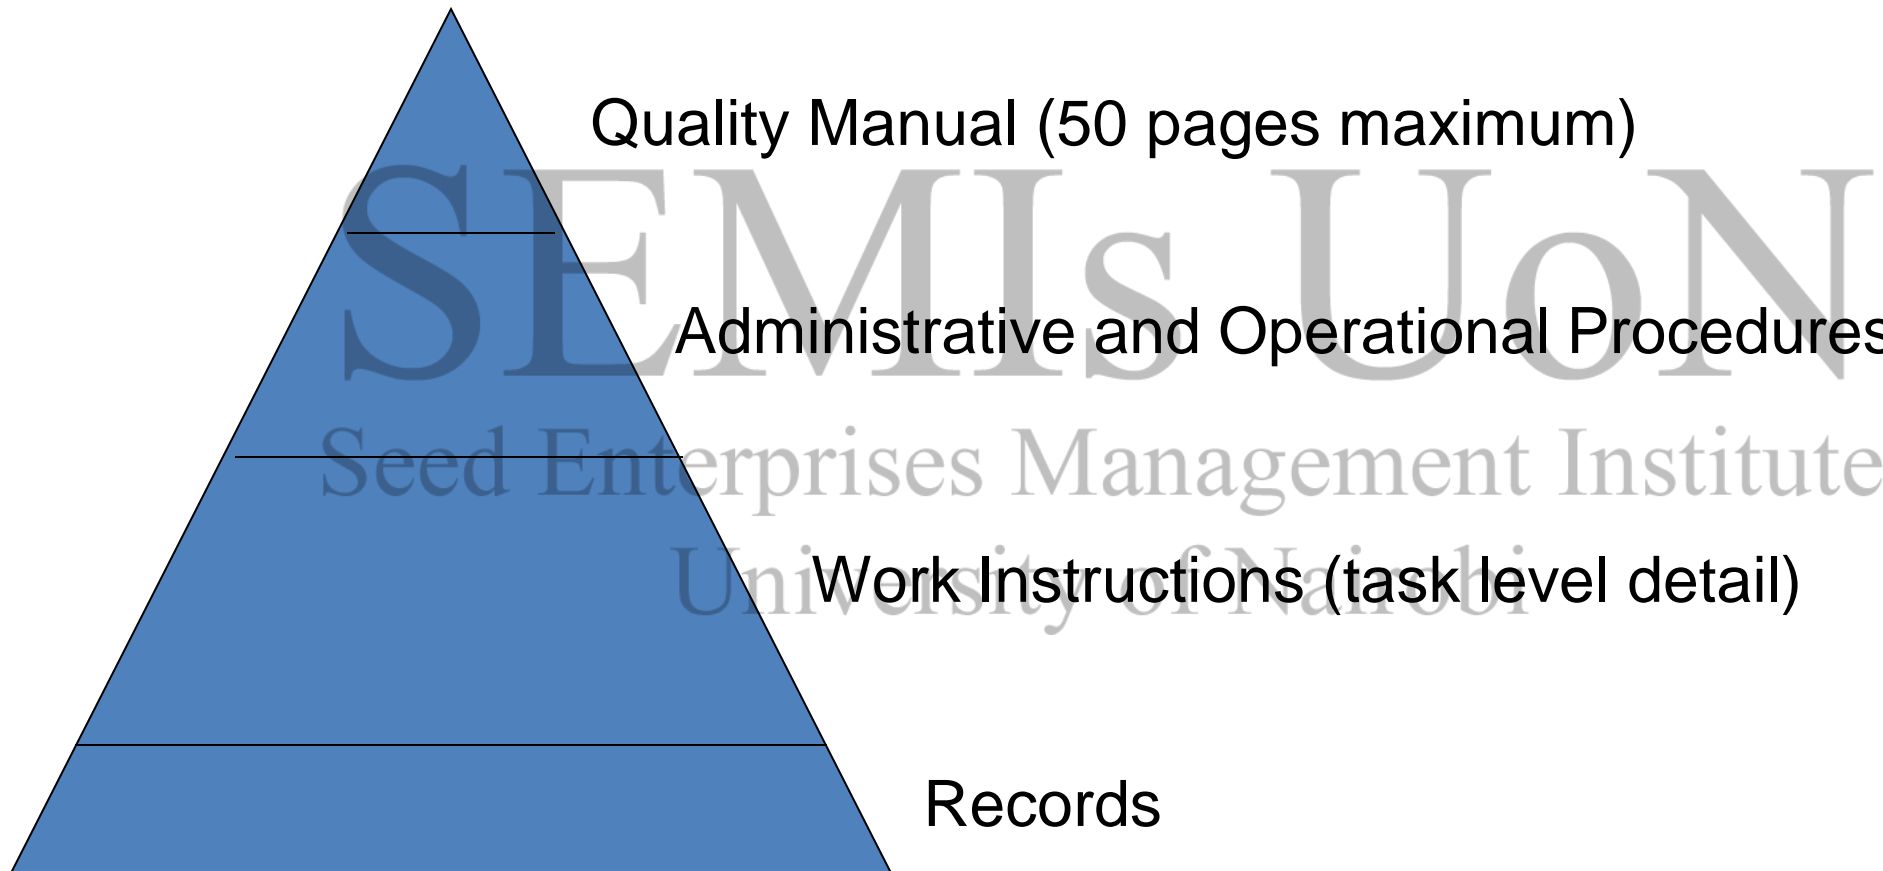 Quality Manual (50 pages maximum)
SEMIs UoN
Administrative and Operational Procedures
Seed Enterprises Management Institute
Work Instructions (task level detail)
University of Nairobi
Records